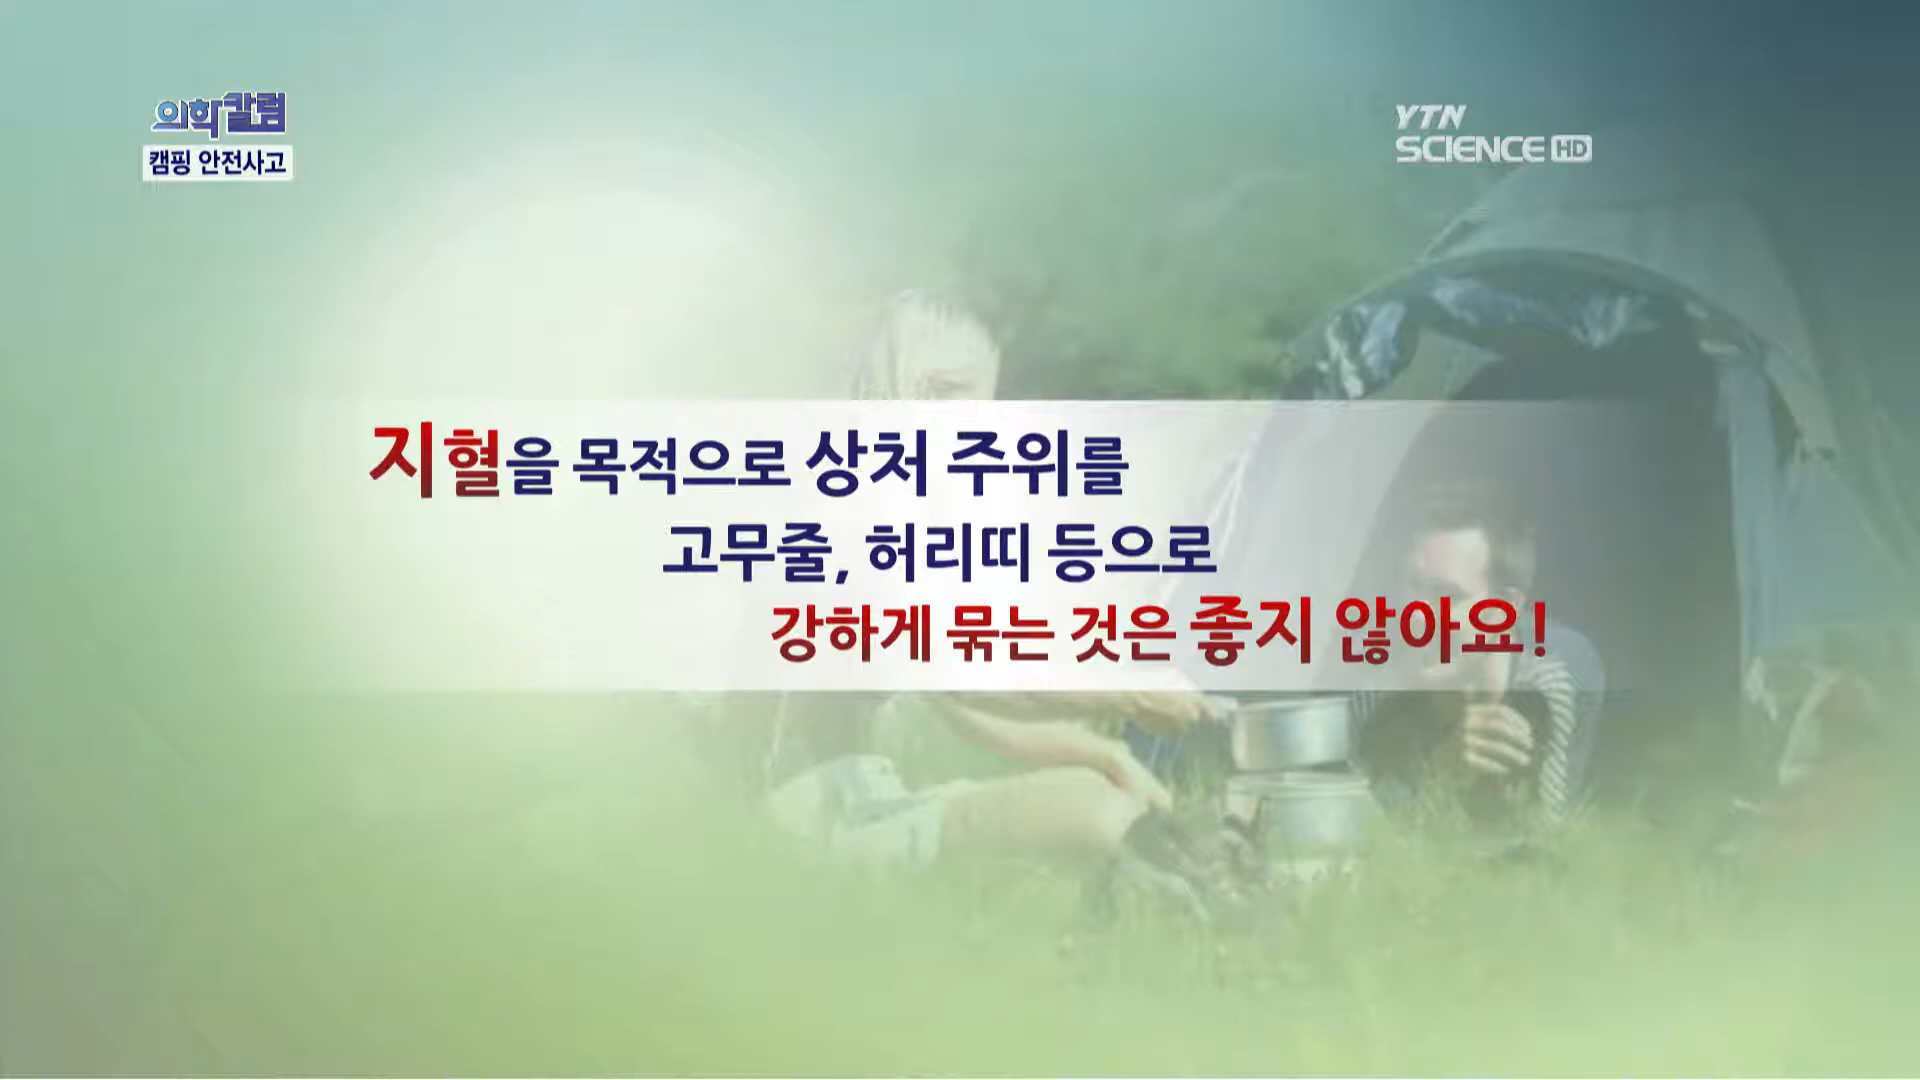 의학칼럼
캠핑 안전사고
YTN
SCIENCE HD
지혈을 목적으로 상처 주위를
고무줄, 허리띠 등으로
강하게 묶는 것은 좋지 않아요!